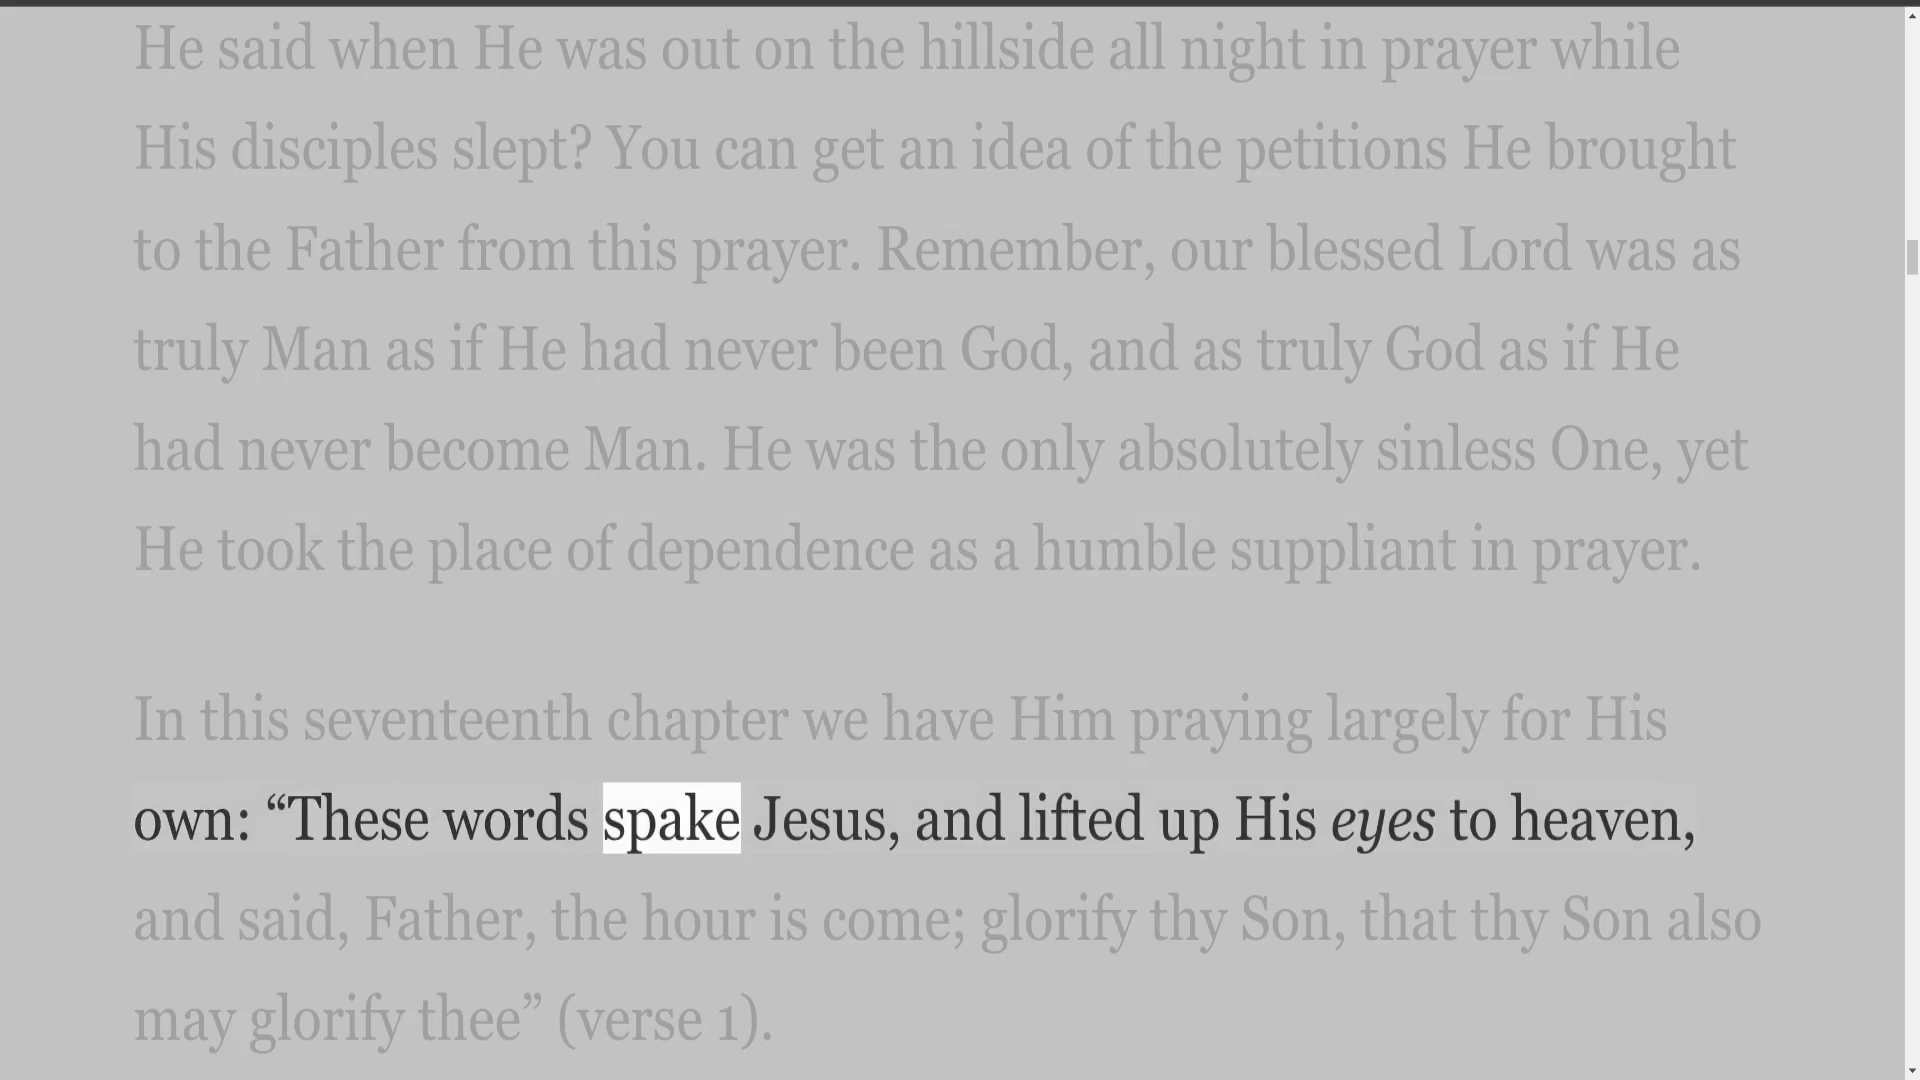 He said when He was out on the hillside all night in prayer while
His disciples slept? You can get an idea of the petitions He brought
to the Father from this prayer. Remember, our blessed Lord was as
truly Man as if He had never been God, and as truly God as if He
had never become Man. He was the only absolutely sinless One, yet
He took the place of dependence as a humble suppliant in prayer.
In this seventeenth chapter we have Him praying largely for His
own: “These words spake Jesus, and lifted up His eyes to heaven,
and said, Father, the hour is come; glorify thy Son, that thy Son also
may glorify thee” (verse 1).